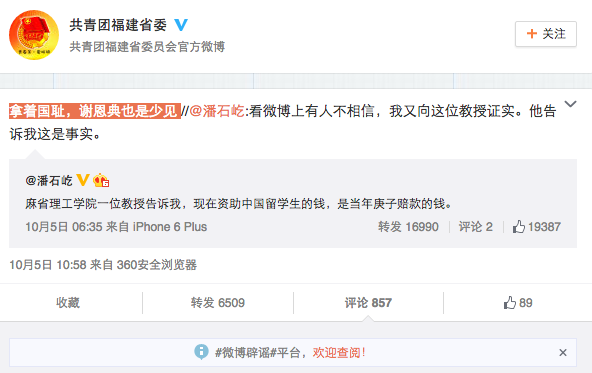 共青团福建省委
共青团福建省委员会官方微博
+ 关注
拿着国耻，谢恩典也是少见 //@潘石屹:看微博上有人不相信，我又向这位教授证实。他告
诉我这是事实。
@潘石屹
麻省理工学院一位教授告诉我，现在资助中国留学生的钱，是当年庚子赔款的钱。
10月5日 06:35 来自 iPhone 6 Plus 转发 16990 评论 2 19387
10月5日 10:58 来自 360安全浏览器
收藏 转发 6509 评论 857 89
#微博辟谣#平台，欢迎查阅！